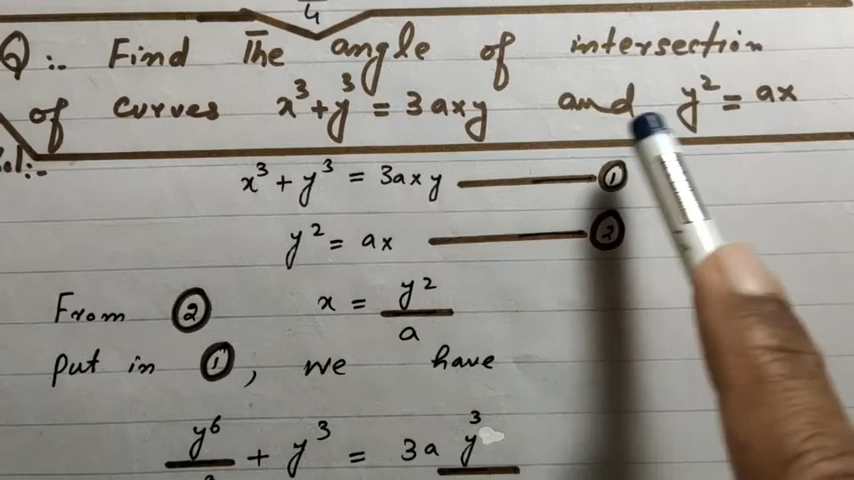 4
Q:- Find The angle of intersection
of curves x³+y³ = 3axy and y² = ax
Sol:-
x³ + y³ = 3axy ——— ①
y² = ax ——— ②
From ② x = y²/a
put in ①, we have
y⁶/ + y³ = 3a y³/